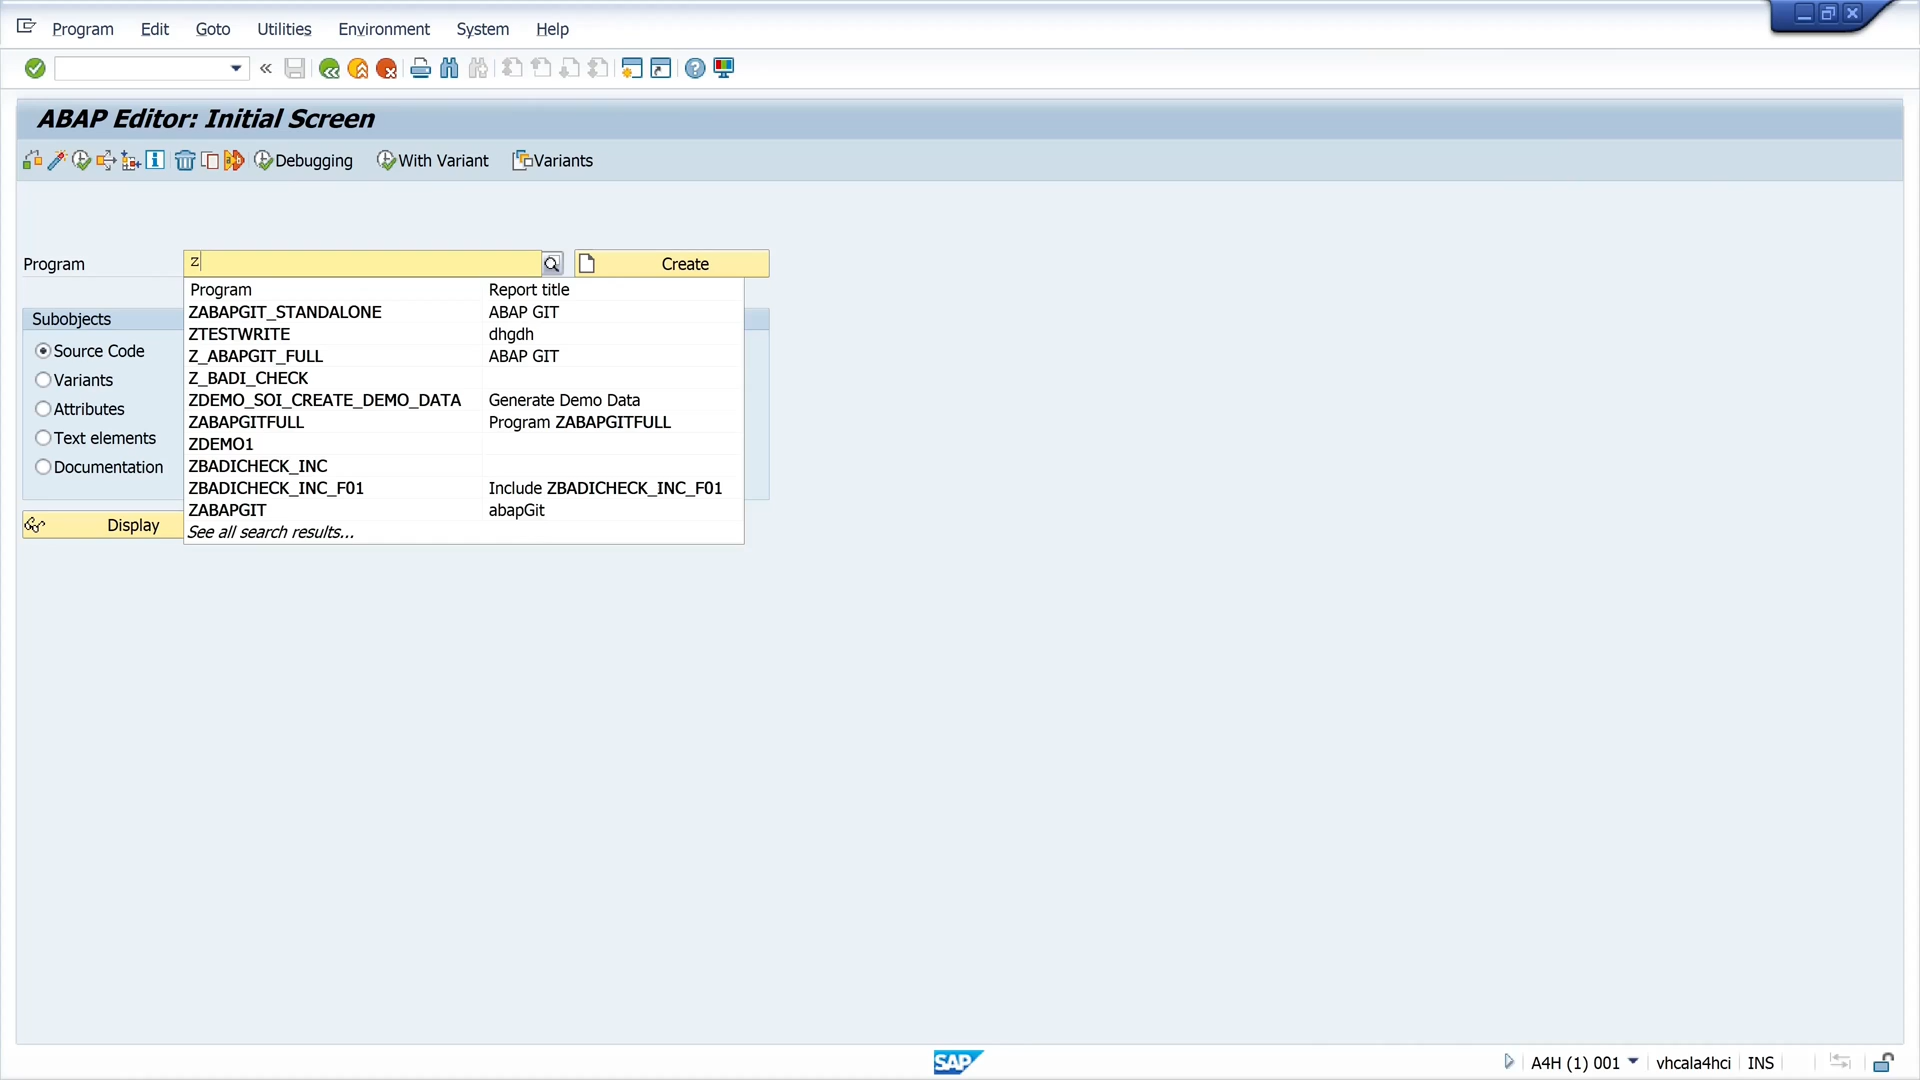 Program Edit Goto Utilities Environment System Help
ABAP Editor: Initial Screen
Debugging With Variant Variants
Program z Create
Program Report title
ZABAPGIT_STANDALONE ABAP GIT
ZTESTWRITE dhgdh
Z_ABAPGIT_FULL ABAP GIT
Z_BADI_CHECK
ZDEMO_SOI_CREATE_DEMO_DATA Generate Demo Data
ZABAPGITFULL Program ZABAPGITFULL
ZDEMO1
ZBADICHECK_INC
ZBADICHECK_INC_F01 Include ZBADICHECK_INC_F01
ZABAPGIT abapGit
See all search results...
Subobjects
Source Code
Variants
Attributes
Text elements
Documentation
Display
SAP A4H (1) 001 vhcala4hci INS